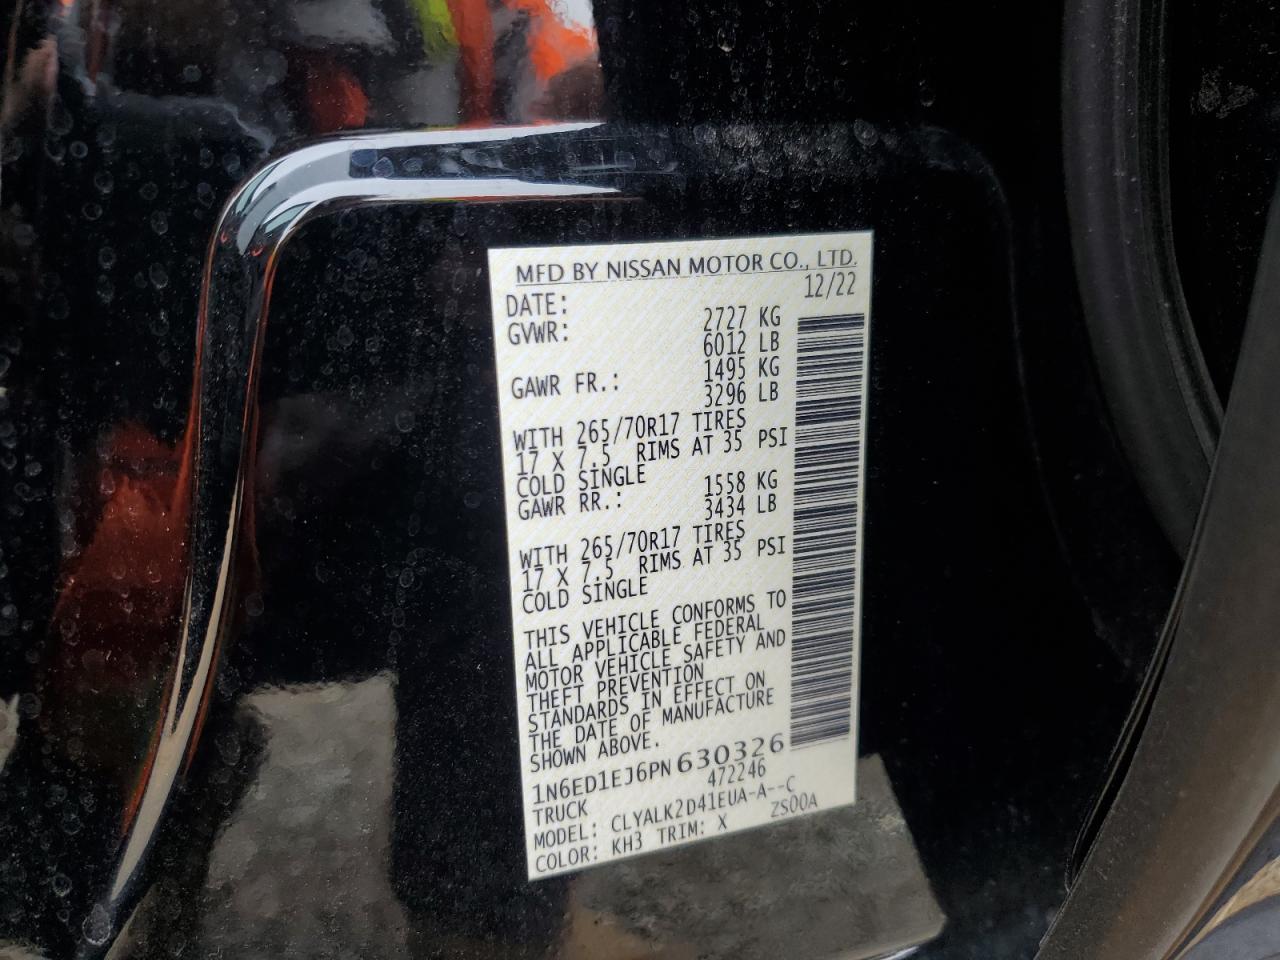 MFD BY NISSAN MOTOR CO., LTD.
DATE: 12/22
GVWR: 2727 KG
6012 LB
GAWR FR.: 1495 KG
3296 LB
WITH 265/70R17 TIRES
17 X 7.5 RIMS AT 35 PSI
COLD SINGLE
GAWR RR.: 1558 KG
3434 LB
WITH 265/70R17 TIRES
17 X 7.5 RIMS AT 35 PSI
COLD SINGLE
THIS VEHICLE CONFORMS TO
ALL APPLICABLE FEDERAL
MOTOR VEHICLE SAFETY AND
THEFT PREVENTION
STANDARDS IN EFFECT ON
THE DATE OF MANUFACTURE
SHOWN ABOVE.
1N6ED1EJ6PN630326
TRUCK 472246
MODEL: CLYALK2D41EUA-A--C
COLOR: KH3 TRIM: X ZS00A